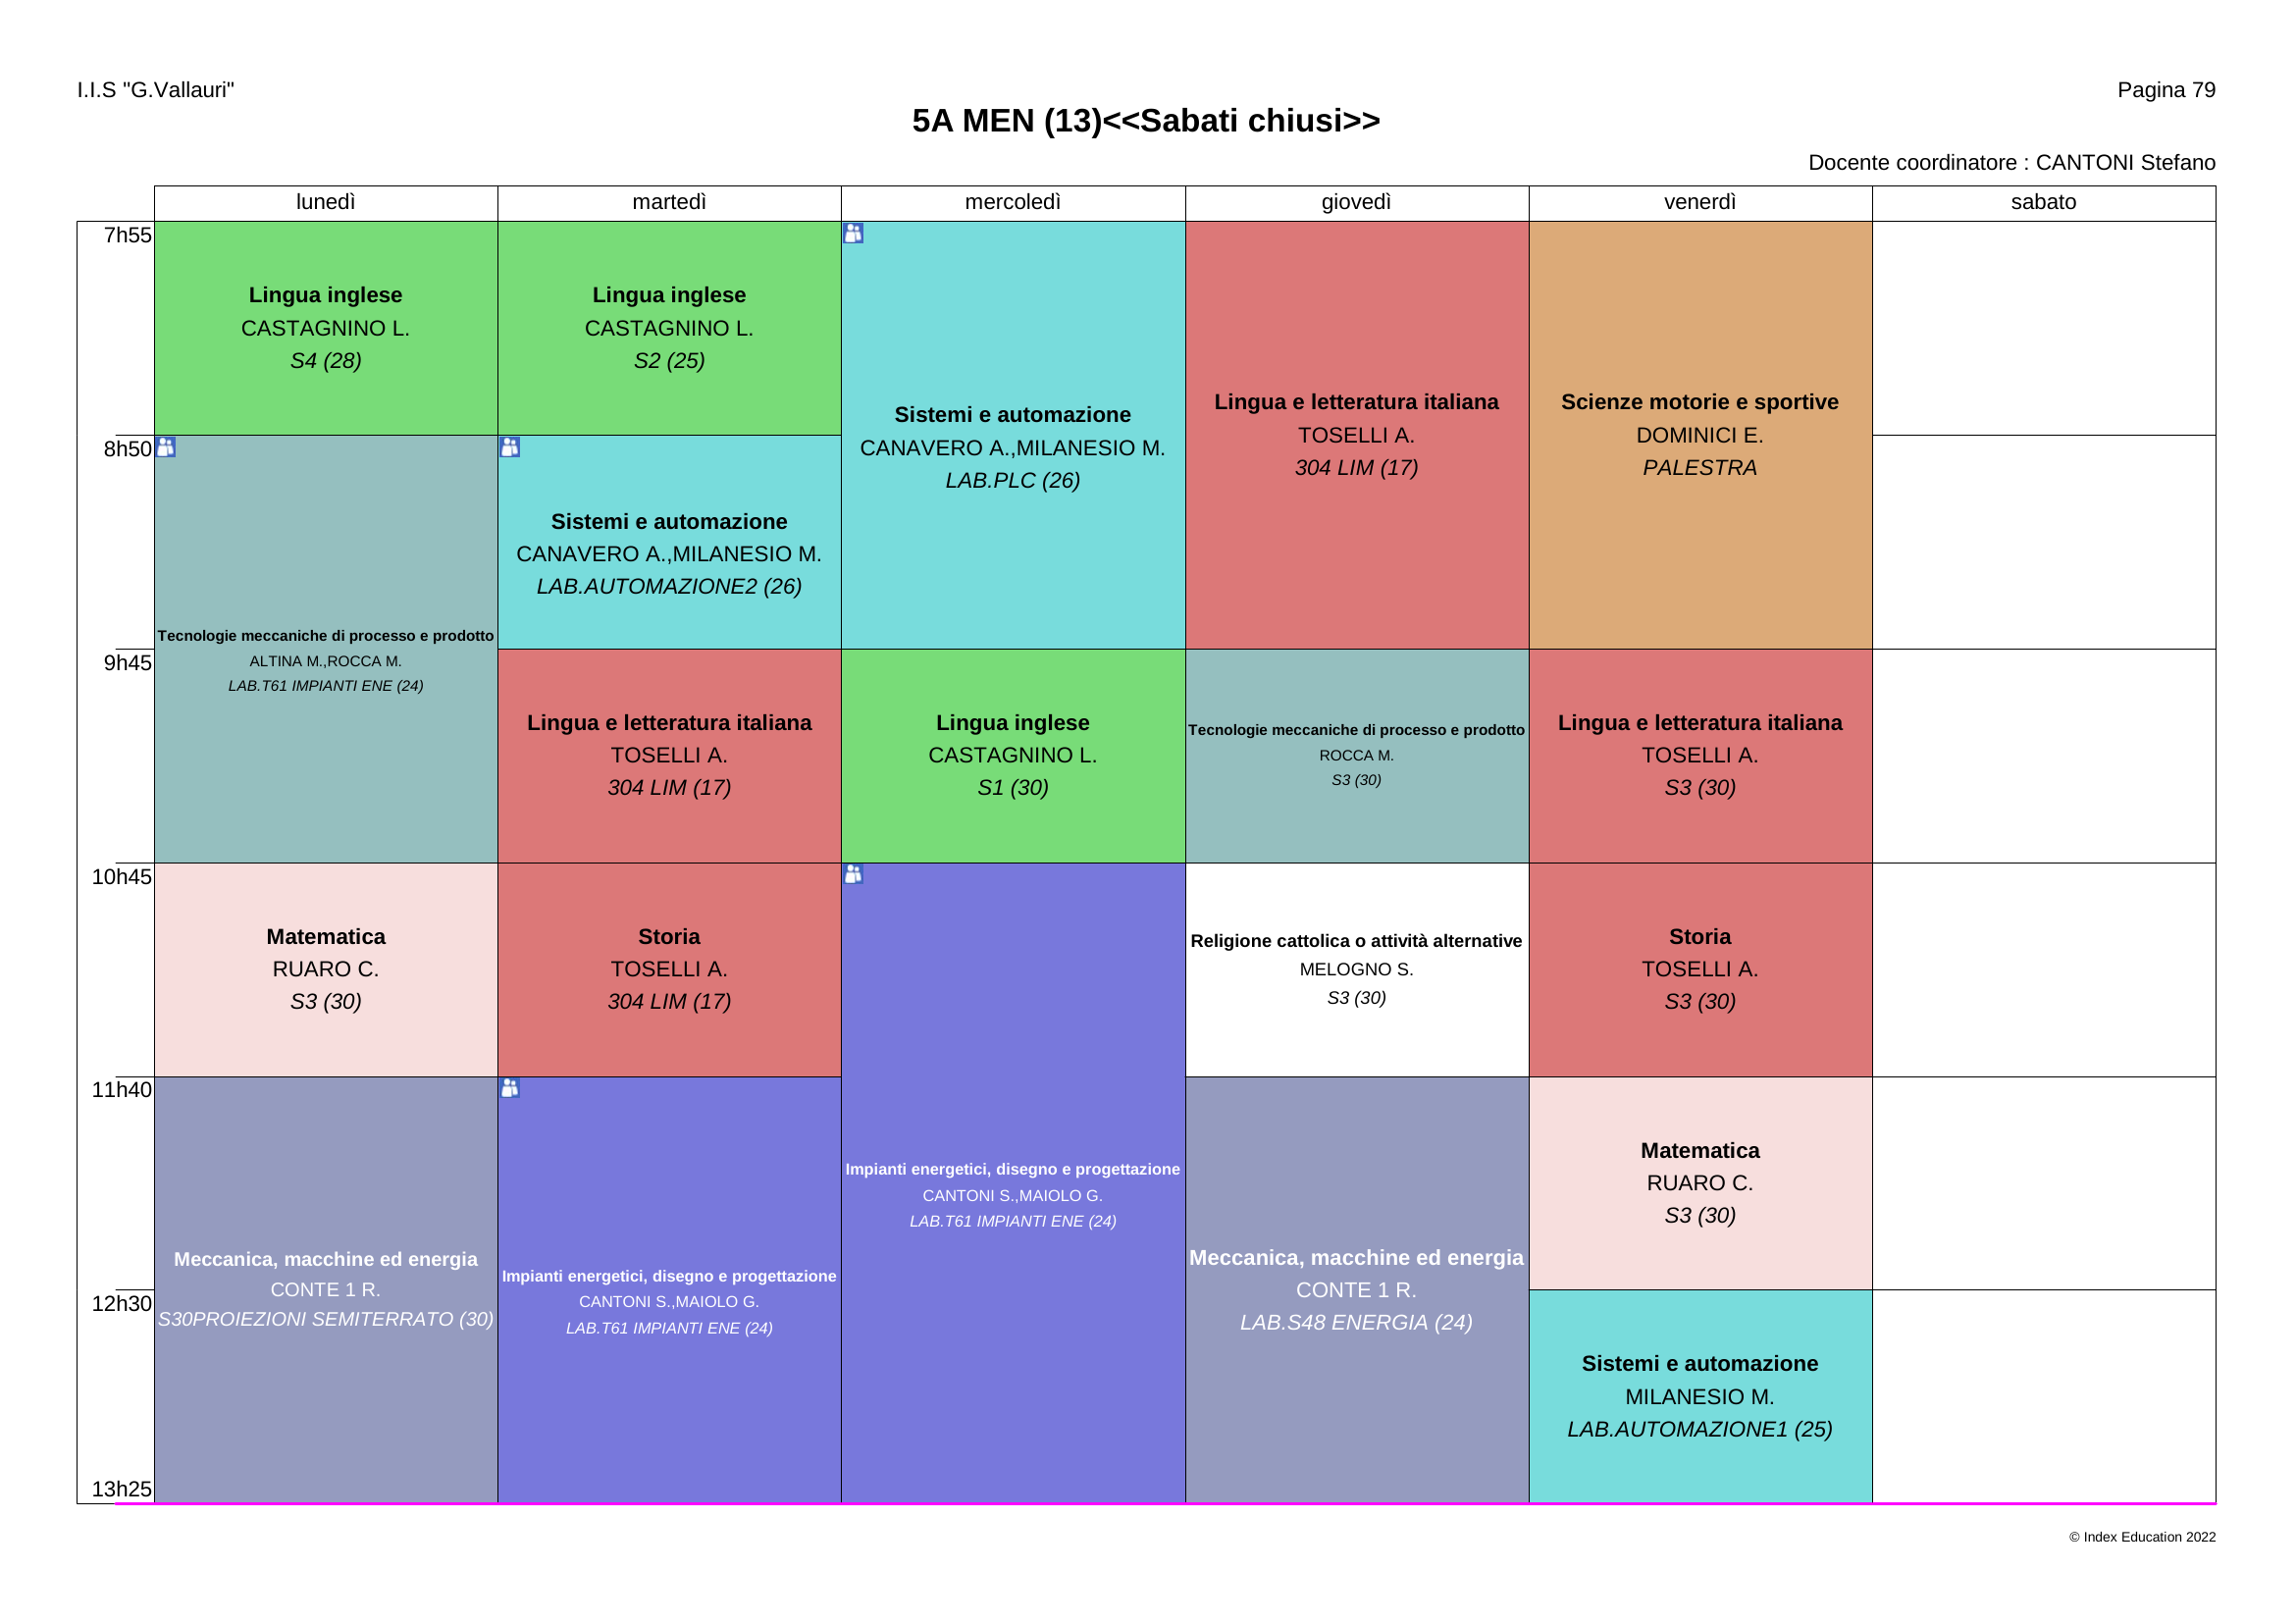 I.I.S "G.Vallauri"
Pagina 79
5A MEN (13)<<Sabati chiusi>>
Docente coordinatore : CANTONI Stefano
lunedì
martedì
mercoledì
giovedì
venerdì
sabato
7h55
Lingua inglese
CASTAGNINO L.
S4 (28)
Lingua inglese
CASTAGNINO L.
S2 (25)
Sistemi e automazione
CANAVERO A.,MILANESIO M.
LAB.PLC (26)
Lingua e letteratura italiana
TOSELLI A.
304 LIM (17)
Scienze motorie e sportive
DOMINICI E.
PALESTRA
8h50
Tecnologie meccaniche di processo e prodotto
ALTINA M.,ROCCA M.
LAB.T61 IMPIANTI ENE (24)
Sistemi e automazione
CANAVERO A.,MILANESIO M.
LAB.AUTOMAZIONE2 (26)
9h45
Lingua e letteratura italiana
TOSELLI A.
304 LIM (17)
Lingua inglese
CASTAGNINO L.
S1 (30)
Tecnologie meccaniche di processo e prodotto
ROCCA M.
S3 (30)
Lingua e letteratura italiana
TOSELLI A.
S3 (30)
10h45
Matematica
RUARO C.
S3 (30)
Storia
TOSELLI A.
304 LIM (17)
Impianti energetici, disegno e progettazione
CANTONI S.,MAIOLO G.
LAB.T61 IMPIANTI ENE (24)
Religione cattolica o attività alternative
MELOGNO S.
S3 (30)
Storia
TOSELLI A.
S3 (30)
11h40
Meccanica, macchine ed energia
CONTE 1 R.
S30PROIEZIONI SEMITERRATO (30)
Impianti energetici, disegno e progettazione
CANTONI S.,MAIOLO G.
LAB.T61 IMPIANTI ENE (24)
Meccanica, macchine ed energia
CONTE 1 R.
LAB.S48 ENERGIA (24)
Matematica
RUARO C.
S3 (30)
12h30
Sistemi e automazione
MILANESIO M.
LAB.AUTOMAZIONE1 (25)
13h25
© Index Education 2022